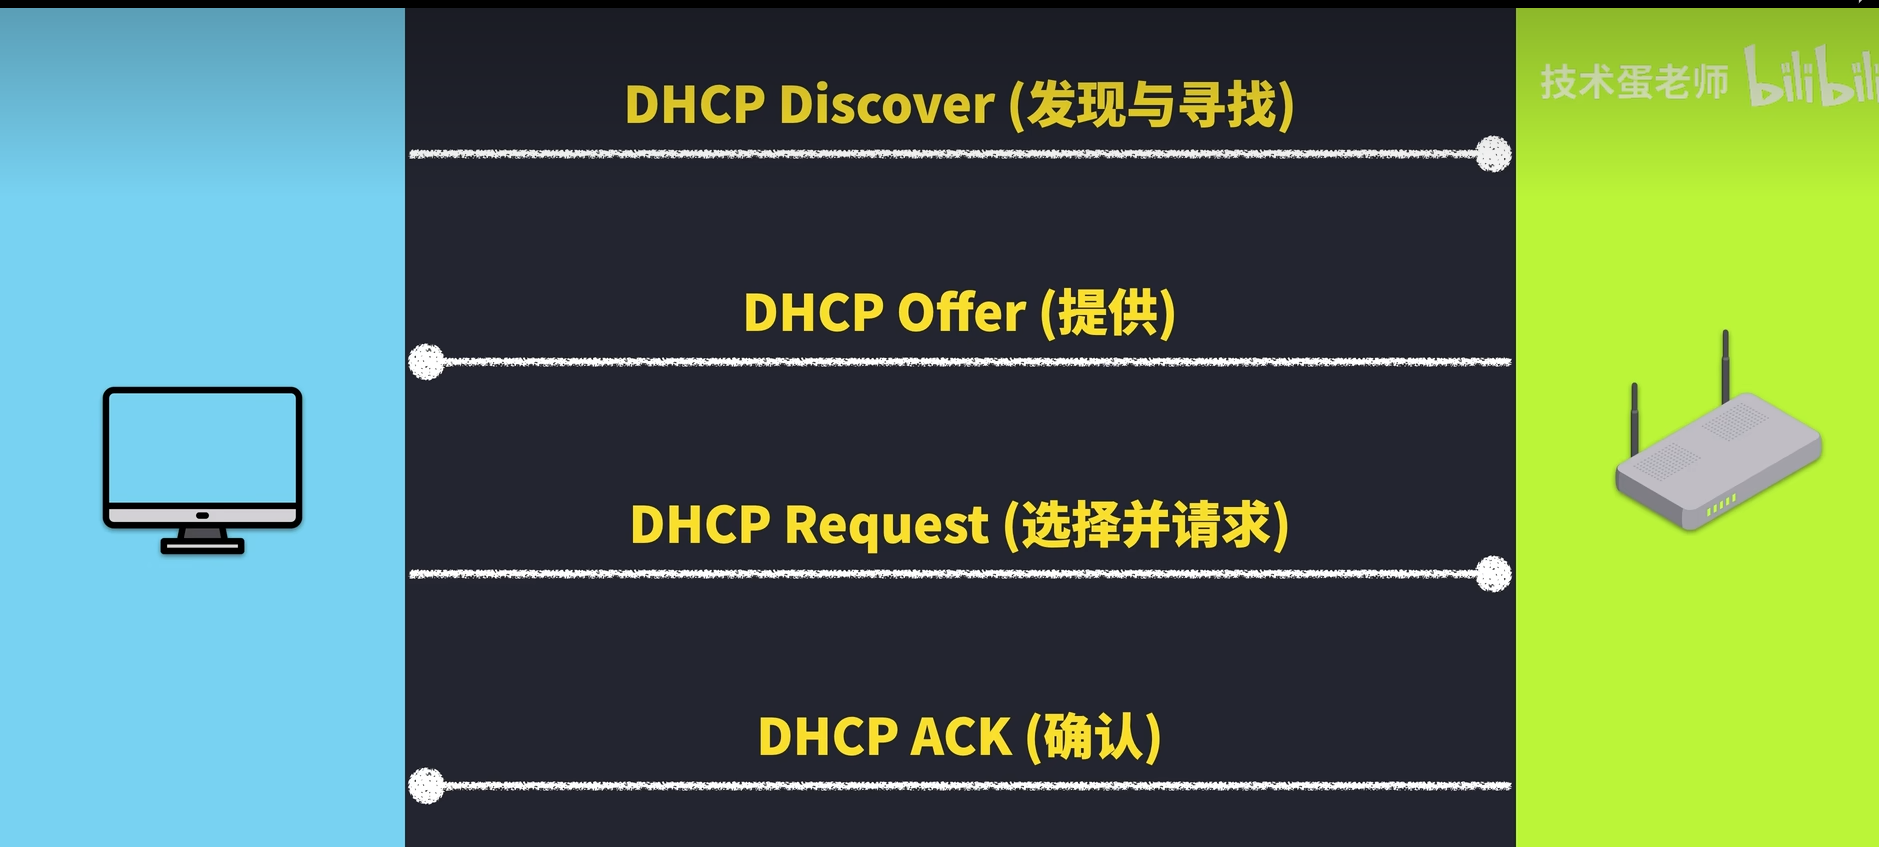 技术蛋老师 bilibili
DHCP Discover (发现与寻找)
DHCP Offer (提供)
DHCP Request (选择并请求)
DHCP ACK (确认)